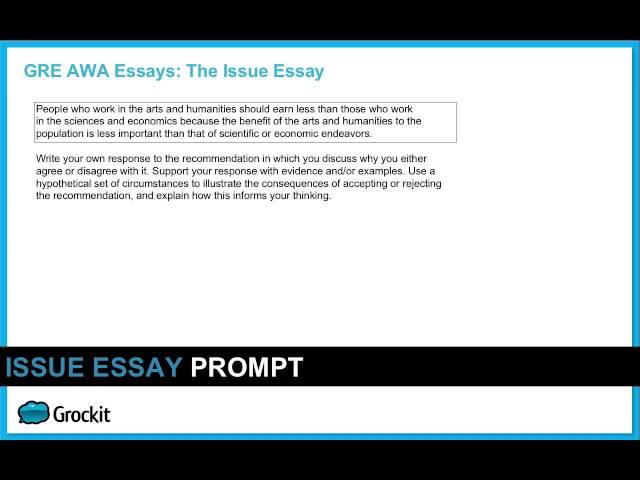 GRE AWA Essays: The Issue Essay
People who work in the arts and humanities should earn less than those who work
in the sciences and economics because the benefit of the arts and humanities to the
population is less important than that of scientific or economic endeavors.
Write your own response to the recommendation in which you discuss why you either
agree or disagree with it. Support your response with evidence and/or examples. Use a
hypothetical set of circumstances to illustrate the consequences of accepting or rejecting
the recommendation, and explain how this informs your thinking.
ISSUE ESSAY PROMPT
Grockit